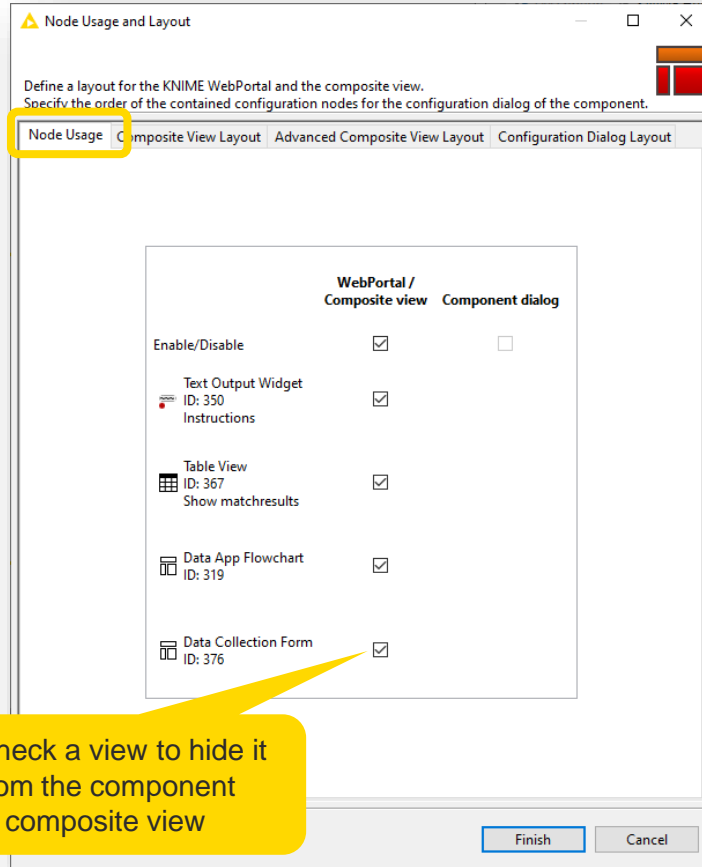 Node Usage and Layout
Define a layout for the KNIME WebPortal and the composite view.
Specify the order of the contained configuration nodes for the configuration dialog of the component.
Node Usage Composite View Layout Advanced Composite View Layout Configuration Dialog Layout
WebPortal /
Composite view Component dialog
Enable/Disable
Text Output Widget
ID: 350
Instructions
Table View
ID: 367
Show matchresults
Data App Flowchart
ID: 319
Data Collection Form
ID: 376
heck a view to hide it
om the component
composite view
Finish Cancel